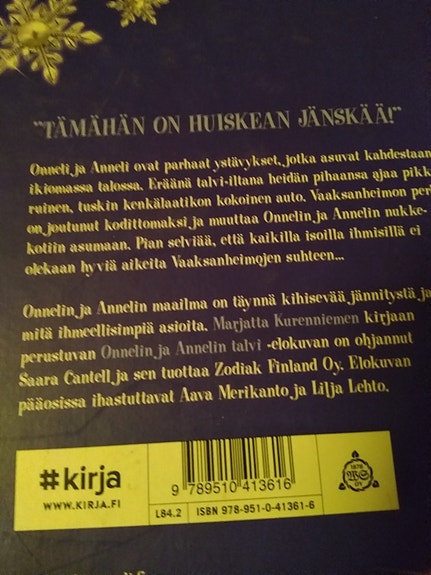 "TÄMÄHÄN ON HUISKEAN JÄNSKÄÄ!"
Onneli ja Anneli ovat parhaat ystävykset, jotka asuvat kahdestaan
ikiomassa talossa. Eräänä talvi-iltana heidän pihaansa ajaa pikk
ruinen, tuskin kenkälaatikon kokoinen auto. Vaaksanheimon per
on joutunut kodittomaksi ja muuttaa Onnelin ja Annelin nukke-
kotiin asumaan. Pian selviää, että kaikilla isoilla ihmisillä ei
olekaan hyviä aikeita Vaaksanheimojen suhteen...
Onnelin ja Annelin maailma on täynnä kihisevää jännitystä ja
mitä ihmeellisimpiä asioita. Marjatta Kurenniemen kirjaan
perustuvan Onnelin ja Annelin talvi -elokuvan on ohjannut
Saara Cantell ja sen tuottaa Zodiak Finland Oy. Elokuvan
pääosissa ihastuttavat Aava Merikanto ja Lilja Lehto.
#kirja
WWW.KIRJA.FI
9 789510 413616
L84.2 ISBN 978-951-0-41361-6
1878
WS
OY